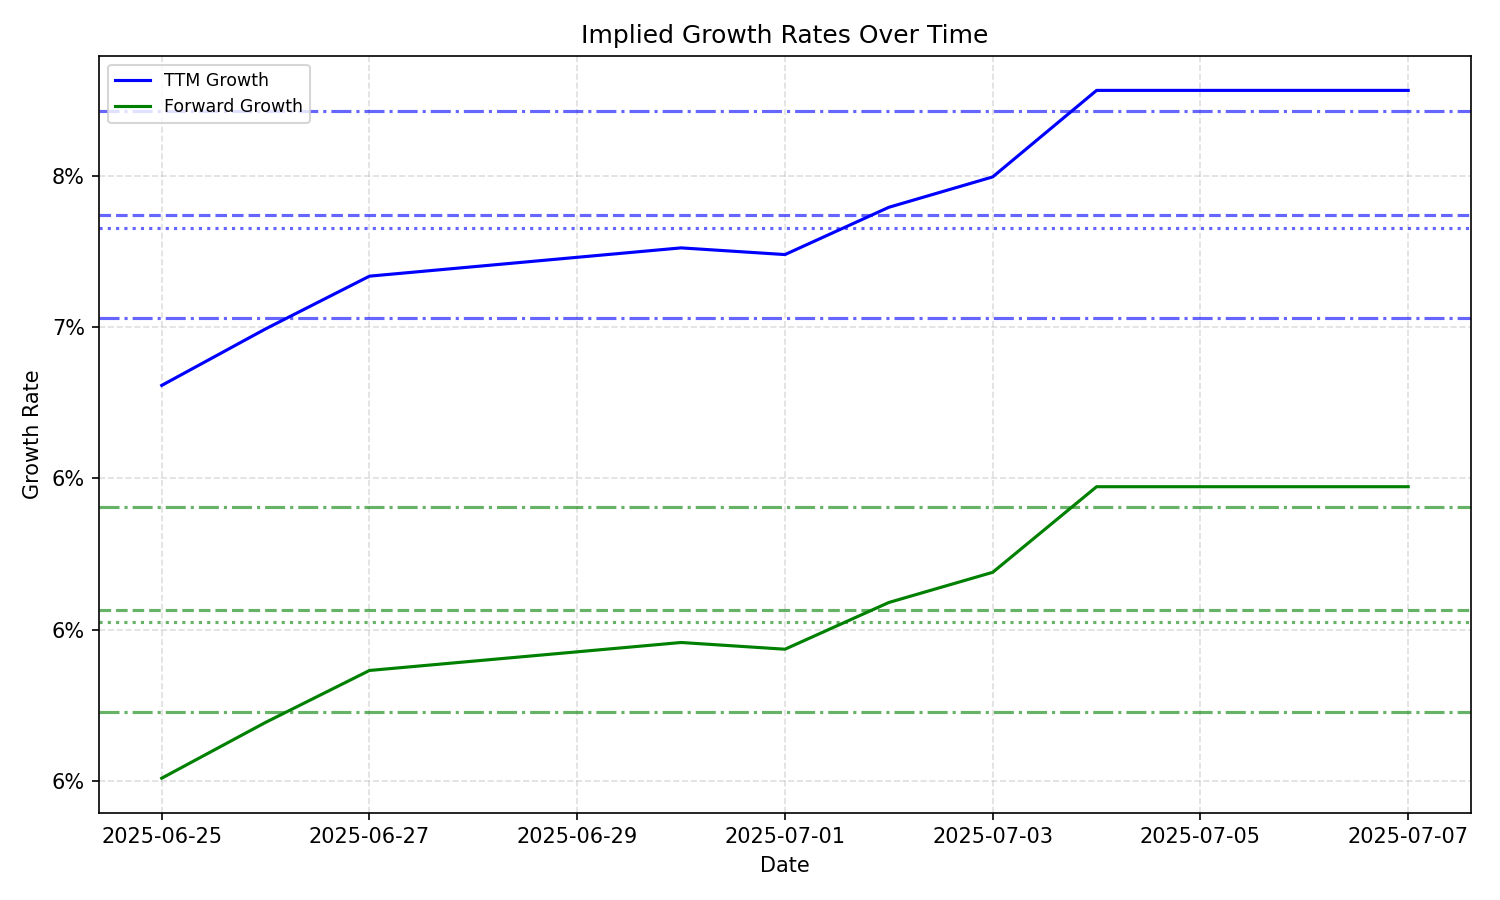 Implied Growth Rates Over Time
TTM Growth
Forward Growth
8%
7%
6%
6%
6%
Growth Rate
2025-06-25
2025-06-27
2025-06-29
2025-07-01
2025-07-03
2025-07-05
2025-07-07
Date